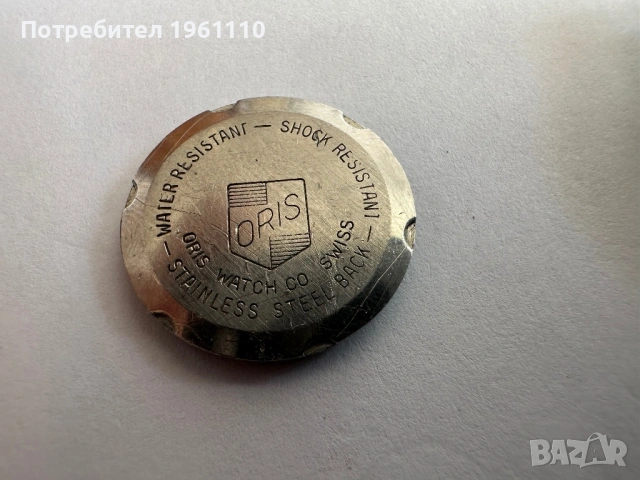 Потребител 1961110
WATER RESISTANT — SHOCK RESISTANT
ORIS
ORIS WATCH CO SWISS
— STAINLESS STEEL BACK —
BAZAR